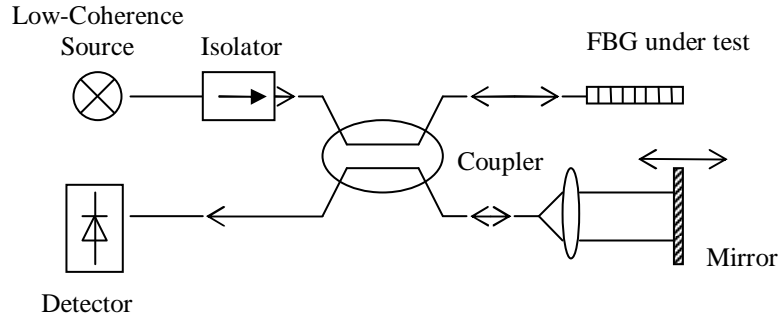 Low-Coherence
Source
Isolator
FBG under test
Coupler
Mirror
Detector